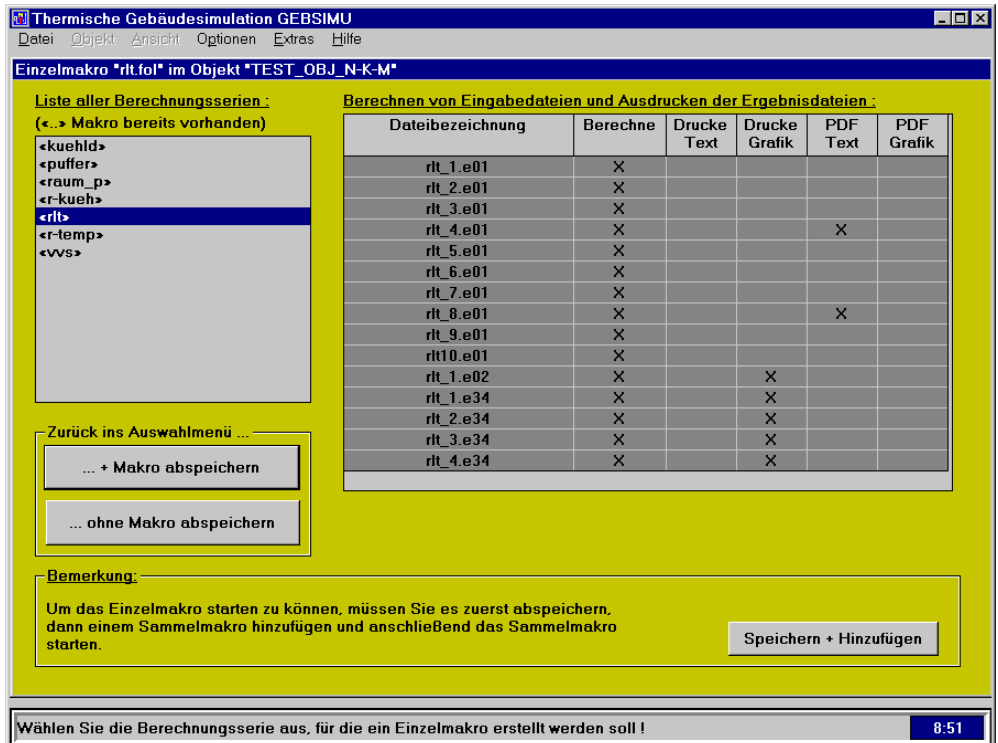 Thermische Gebäudesimulation GEBSIMU
Datei Objekt Ansicht Optionen Extras Hilfe
Einzelmakro "rlt.fol" im Objekt "TEST_OBJ_N-K-M"
Liste aller Berechnungsserien :
(«..» Makro bereits vorhanden)
«kuehld»
«puffer»
«raum_p»
«r-kueh»
«rlt»
«r-temp»
«vvs»
Zurück ins Auswahlmenü ...
... + Makro abspeichern
... ohne Makro abspeichern
Berechnen von Eingabedateien und Ausdrucken der Ergebnisdateien :
Dateibezeichnung Berechne Drucke Text Drucke Grafik PDF Text PDF Grafik
rlt_1.e01 X
rlt_2.e01 X
rlt_3.e01 X
rlt_4.e01 X X
rlt_5.e01 X
rlt_6.e01 X
rlt_7.e01 X
rlt_8.e01 X X
rlt_9.e01 X
rlt10.e01 X
rlt_1.e02 X X
rlt_1.e34 X X
rlt_2.e34 X X
rlt_3.e34 X X
rlt_4.e34 X X
Bemerkung:
Um das Einzelmakro starten zu können, müssen Sie es zuerst abspeichern,
dann einem Sammelmakro hinzufügen und anschließend das Sammelmakro
starten.
Speichern + Hinzufügen
Wählen Sie die Berechnungsserie aus, für die ein Einzelmakro erstellt werden soll !
8:51